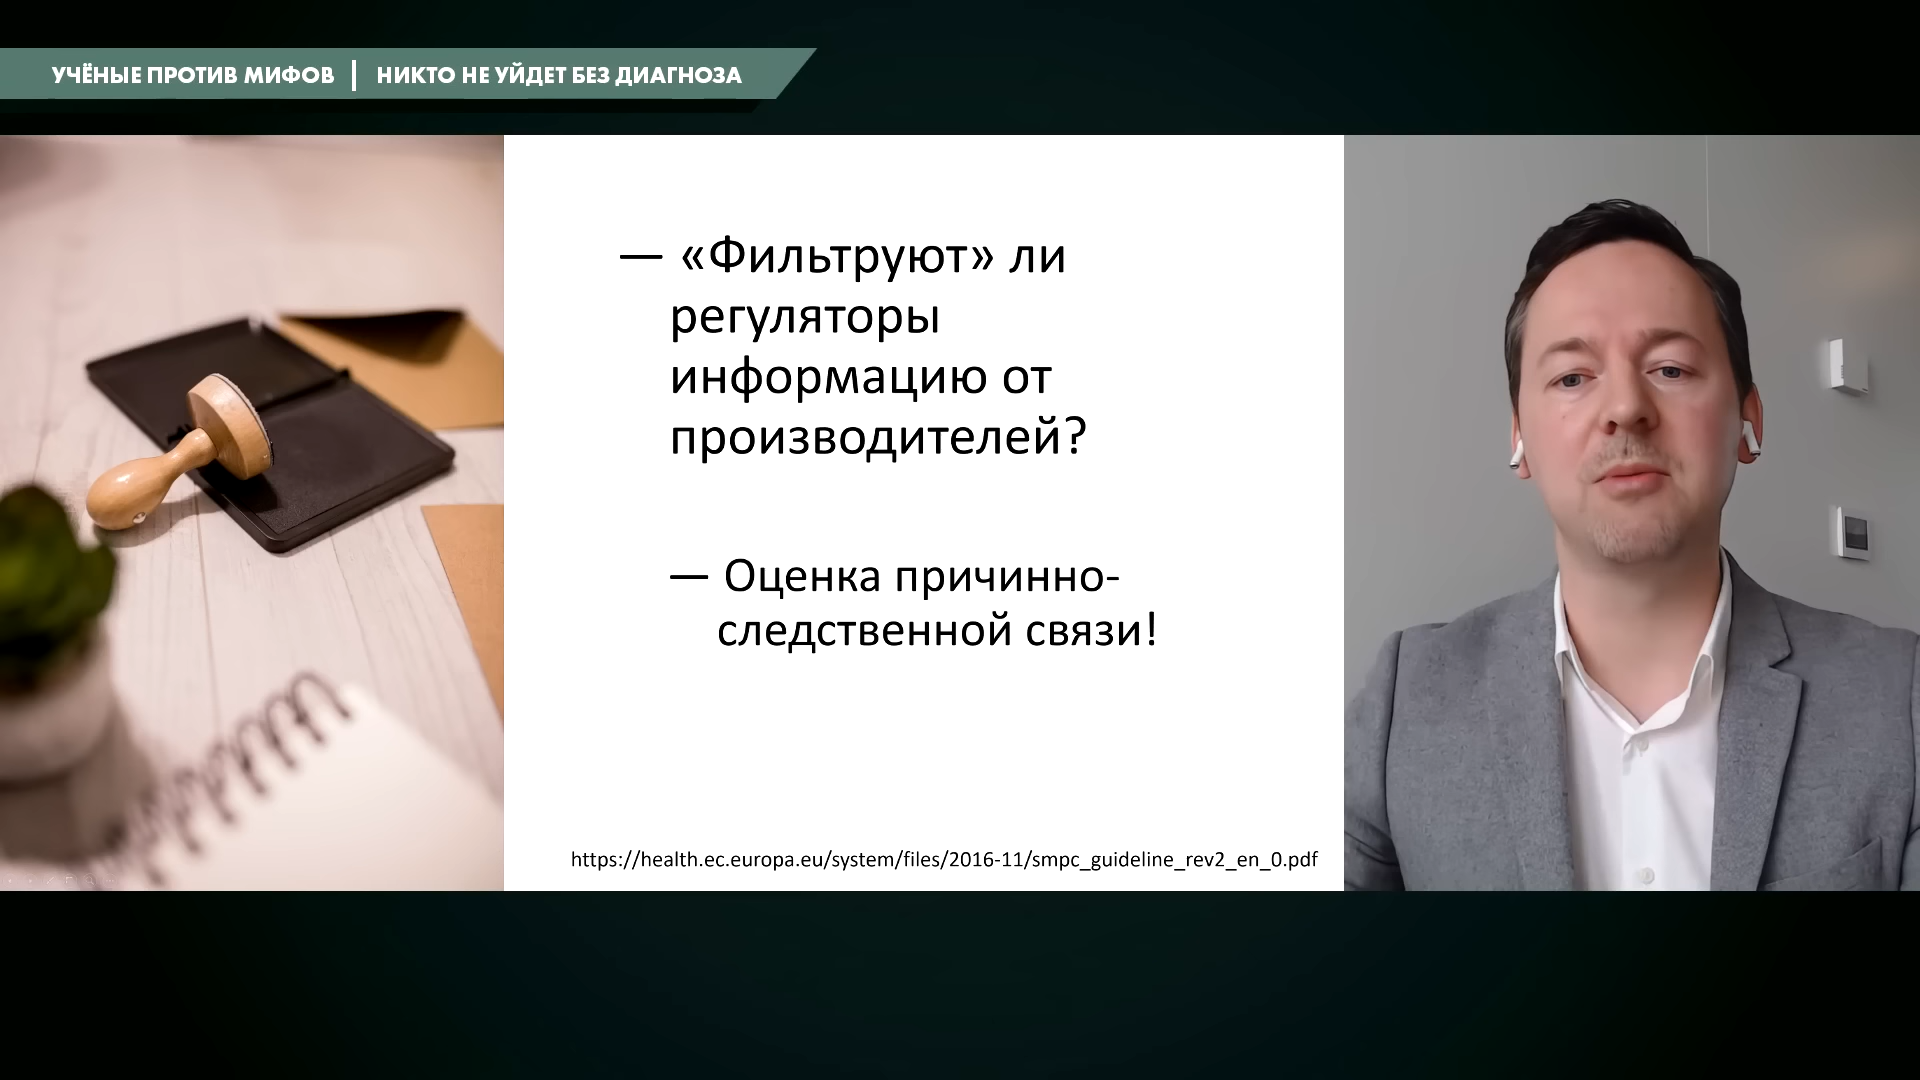 УЧЁНЫЕ ПРОТИВ МИФОВ | НИКТО НЕ УЙДЕТ БЕЗ ДИАГНОЗА
— «Фильтруют» ли
регуляторы
информацию от
производителей?
— Оценка причинно-
следственной связи!
https://health.ec.europa.eu/system/files/2016-11/smpc_guideline_rev2_en_0.pdf